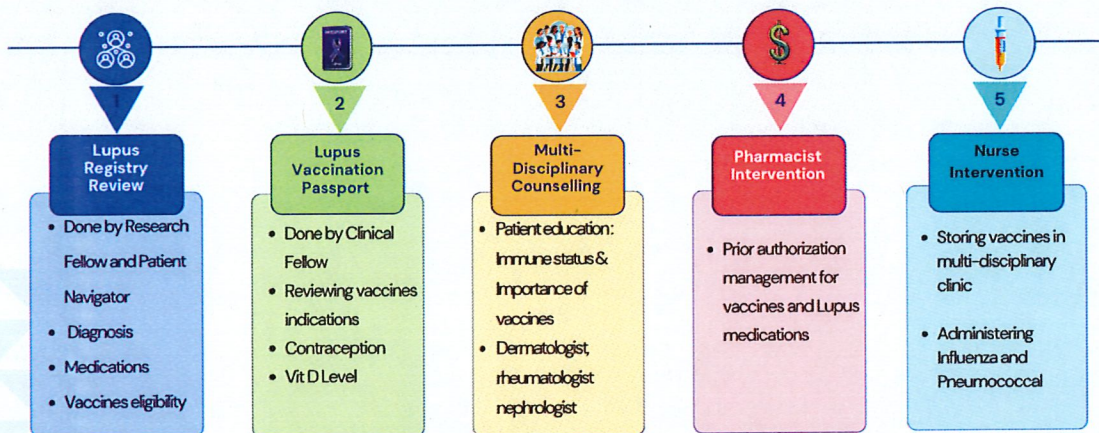 1
Lupus
Registry
Review
• Done by Research
Fellow and Patient
Navigator
• Diagnosis
• Medications
• Vaccines eligibility
2
Lupus
Vaccination
Passport
• Done by Clinical
Fellow
• Reviewing vaccines
indications
• Contraception
• Vit D Level
3
Multi-
Disciplinary
Counselling
• Patient education:
Immune status &
Importance of
vaccines
• Dermatologist,
rheumatologist
nephrologist
$
4
Pharmacist
Intervention
• Prior authorization
management for
vaccines and Lupus
medications
5
Nurse
Intervention
• Storing vaccines in
multi-disciplinary
clinic
• Administering
Influenza and
Pneumococcal